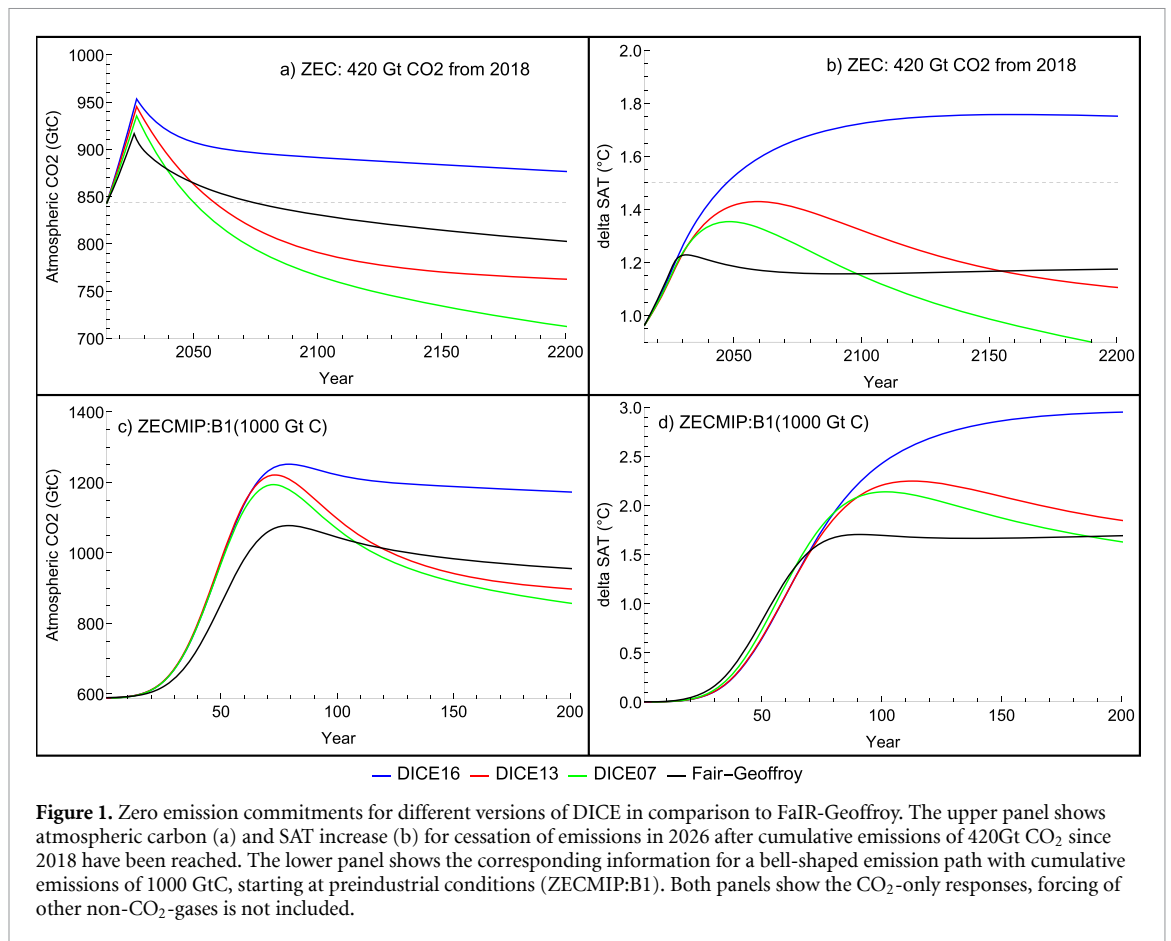 a) ZEC: 420 Gt CO2 from 2018
Atmospheric CO2 (GtC)
1000
950
900
850
800
750
700
2050
2100
2150
2200
Year
b) ZEC: 420 Gt CO2 from 2018
delta SAT (°C)
2.0
1.8
1.6
1.4
1.2
1.0
2050
2100
2150
2200
Year
c) ZECMIP:B1(1000 Gt C)
Atmospheric CO2 (GtC)
1400
1200
1000
800
600
50
100
150
200
Year
d) ZECMIP:B1(1000 Gt C)
delta SAT (°C)
3.0
2.5
2.0
1.5
1.0
0.5
0.0
50
100
150
200
Year
DICE16 DICE13 DICE07 Fair−Geoffroy
Figure 1. Zero emission commitments for different versions of DICE in comparison to FaIR-Geoffroy. The upper panel shows
atmospheric carbon (a) and SAT increase (b) for cessation of emissions in 2026 after cumulative emissions of 420Gt CO₂ since
2018 have been reached. The lower panel shows the corresponding information for a bell-shaped emission path with cumulative
emissions of 1000 GtC, starting at preindustrial conditions (ZECMIP:B1). Both panels show the CO₂-only responses, forcing of
other non-CO₂-gases is not included.